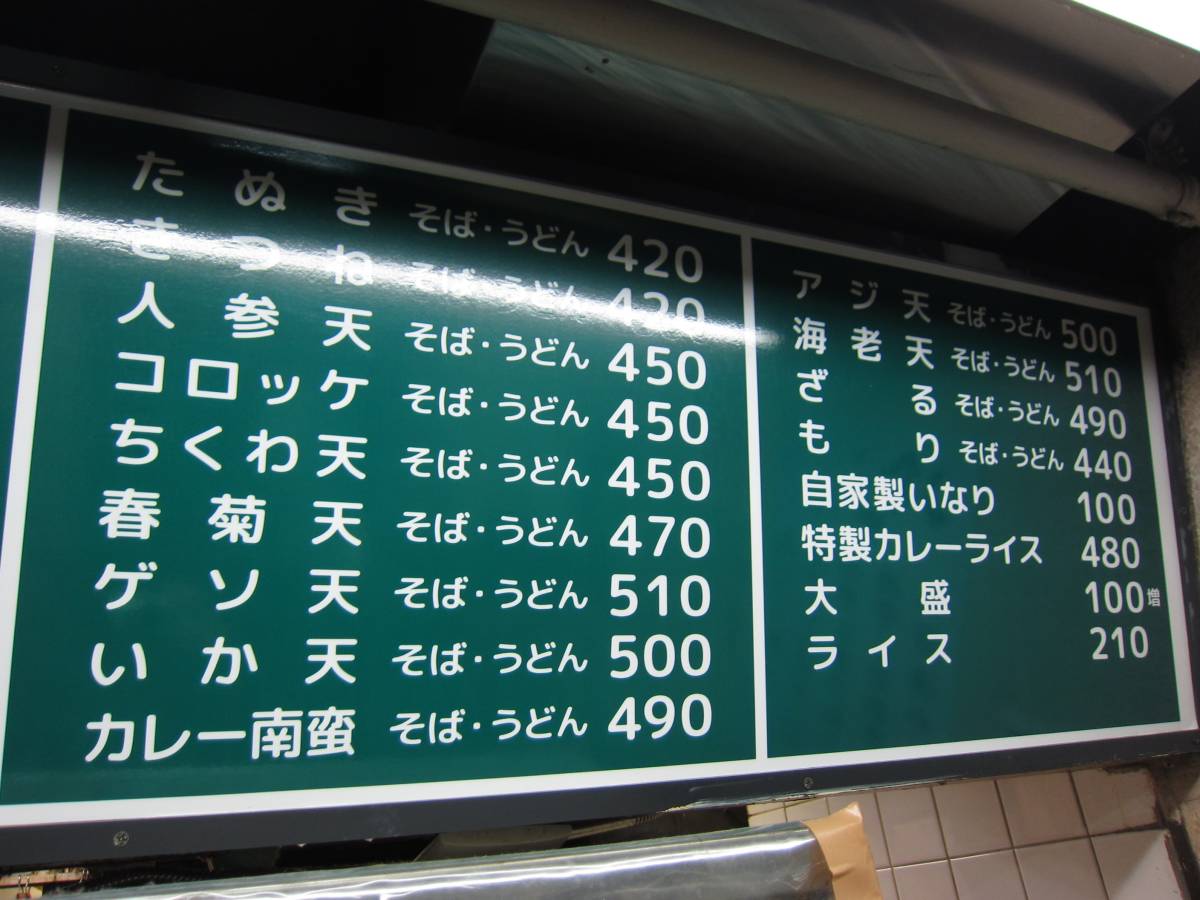 たぬき そば・うどん 420
きつね そば・うどん 420
人参天 そば・うどん 450
コロッケ そば・うどん 450
ちくわ天 そば・うどん 450
春菊天 そば・うどん 470
ゲソ天 そば・うどん 510
いか天 そば・うどん 500
カレー南蛮 そば・うどん 490
アジ天 そば・うどん 500
海老天 そば・うどん 510
ざる そば・うどん 490
もり そば・うどん 440
自家製いなり 100
特製カレーライス 480
大盛 100増
ライス 210